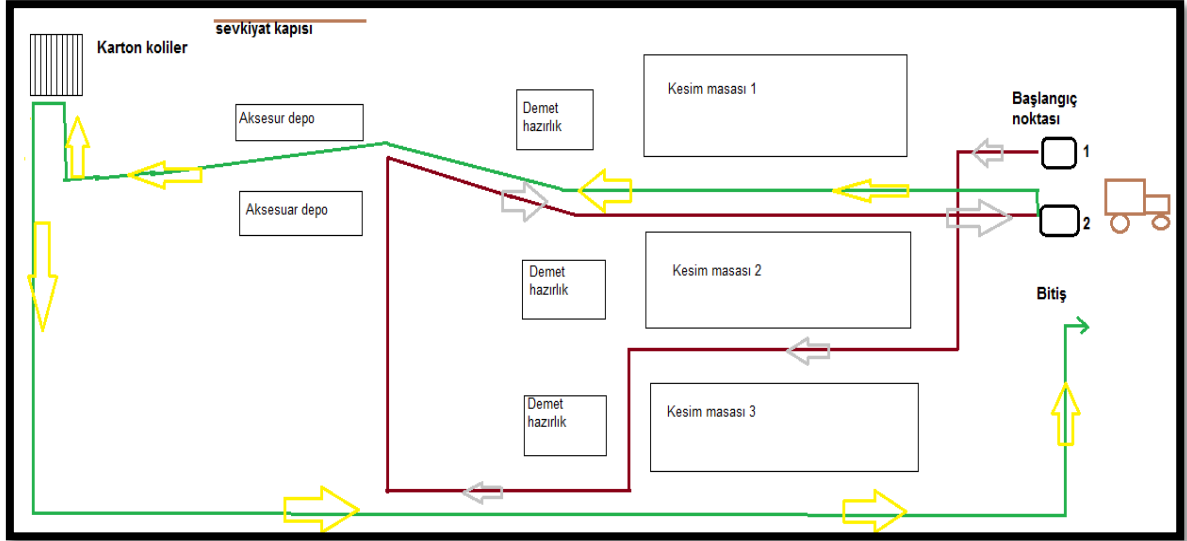 sevkiyat kapısı
Karton koliler
Aksesur depo
Demet
hazırlık
Kesim masası 1
Başlangıç
noktası
1
Aksesuar depo
2
Demet
hazırlık
Kesim masası 2
Bitiş
Demet
hazırlık
Kesim masası 3